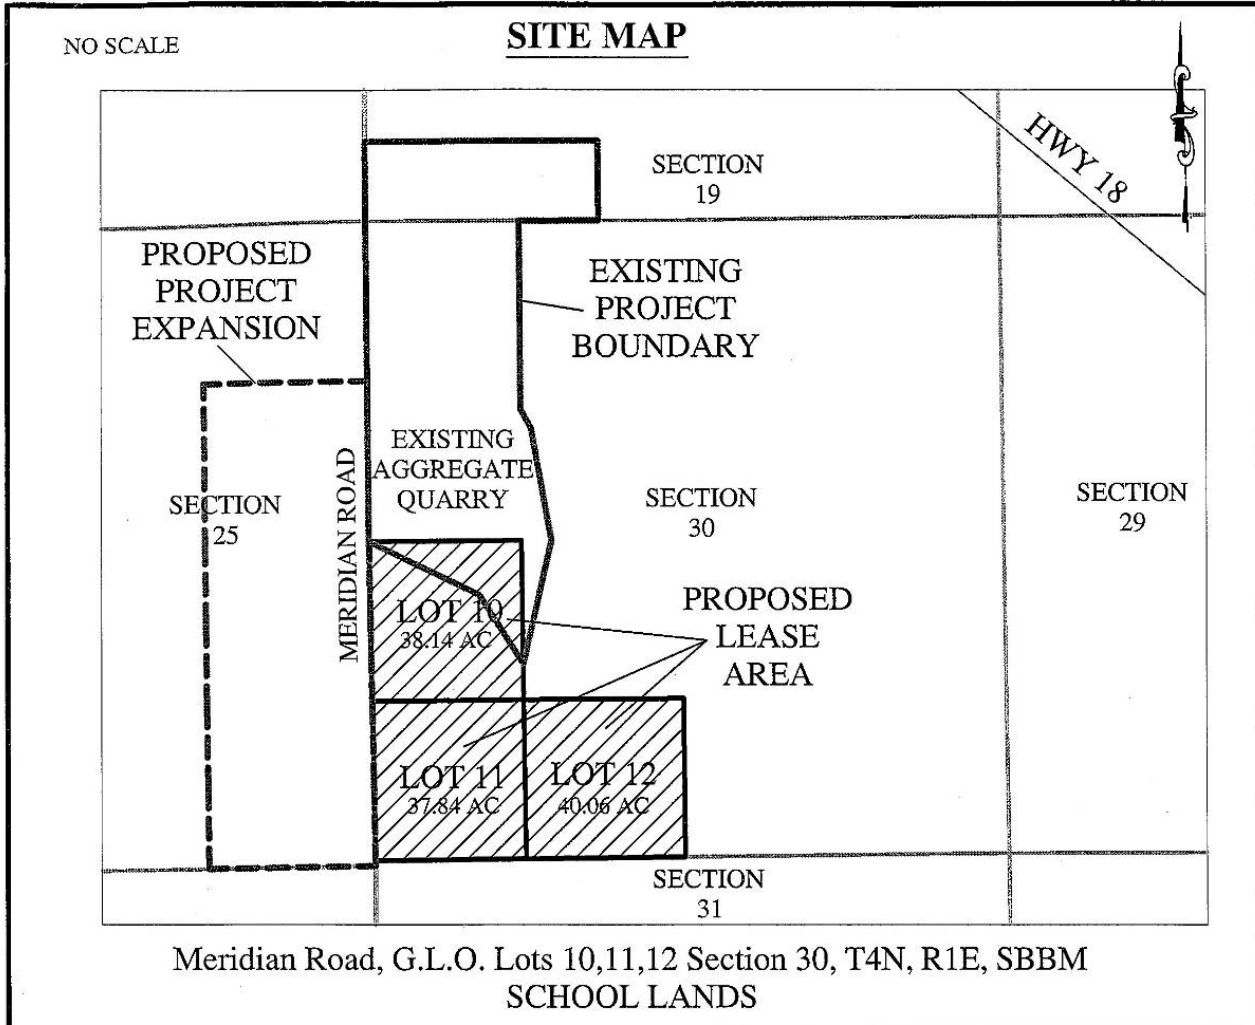 NO SCALE
SITE MAP
HWY 18
SECTION
19
PROPOSED
PROJECT
EXPANSION
EXISTING
PROJECT
BOUNDARY
EXISTING
AGGREGATE
QUARRY
MERIDIAN ROAD
SECTION
25
SECTION
30
SECTION
29
LOT 10
38.14 AC
PROPOSED
LEASE
AREA
LOT 11
37.84 AC
LOT 12
40.06 AC
SECTION
31
Meridian Road, G.L.O. Lots 10,11,12 Section 30, T4N, R1E, SBBM
SCHOOL LANDS